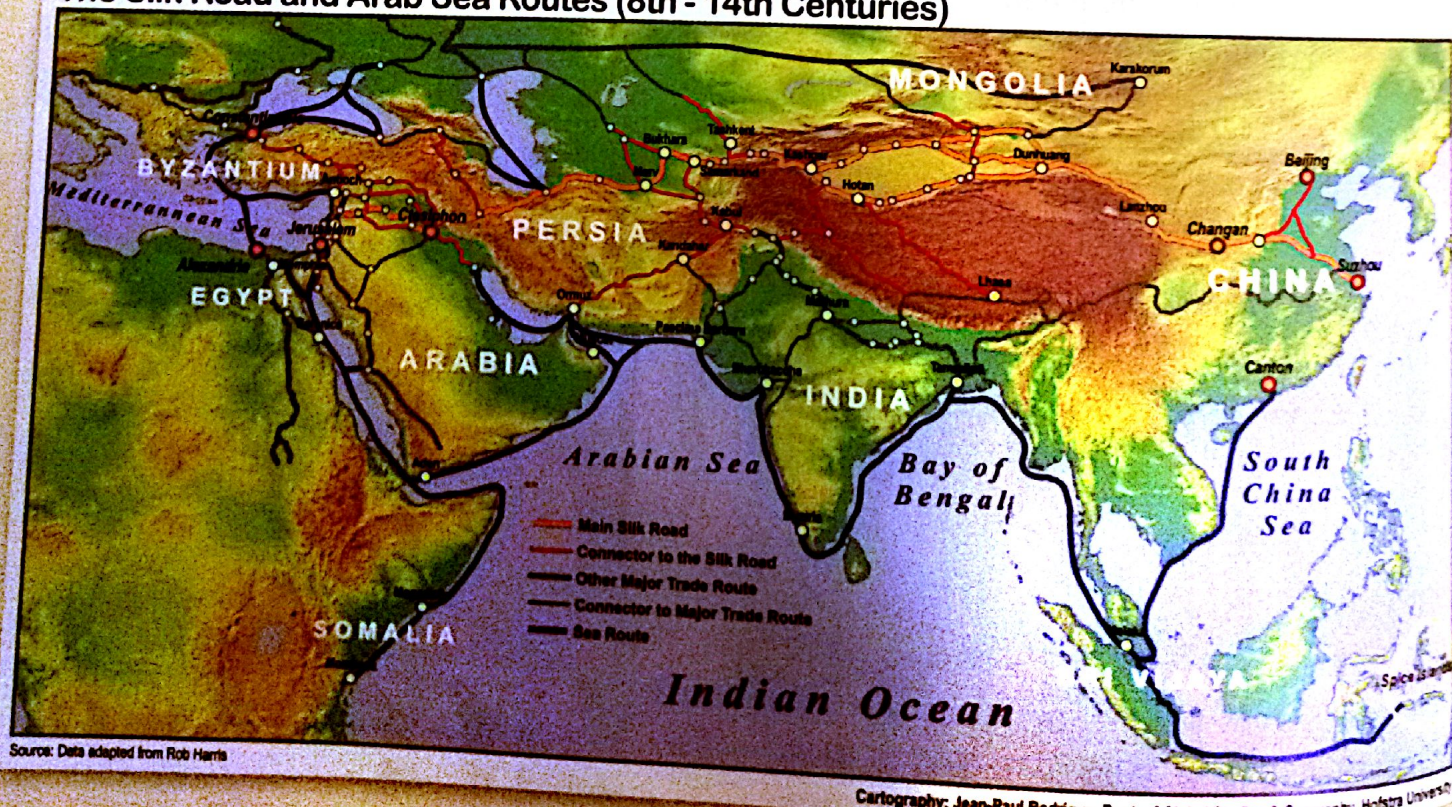 The Silk Road and Arab Sea Routes (8th - 14th Centuries)
MONGOLIA
Karakorum
Tashkent
Bukhara
Beijing
BYZANTIUM
Samarkand
Dunhuang
Merv
Hotan
Mediterrannean Sea
Ctesiphon
Lanzhou
Kabul
Jerusalem
PERSIA
Changan
Kandahar
Suzhou
Alexandria
CHINA
EGYPT
Lhasa
Ormuz
ARABIA
INDIA
Canton
Arabian Sea
Bay of
Bengal
South
China
Sea
Main Silk Road
Connector to the Silk Road
Other Major Trade Route
Connector to Major Trade Route
Sea Route
SOMALIA
Indian Ocean
Spice Islands
Source: Data adapted from Rob Harris
Cartography: Jean-Paul Hofstra University